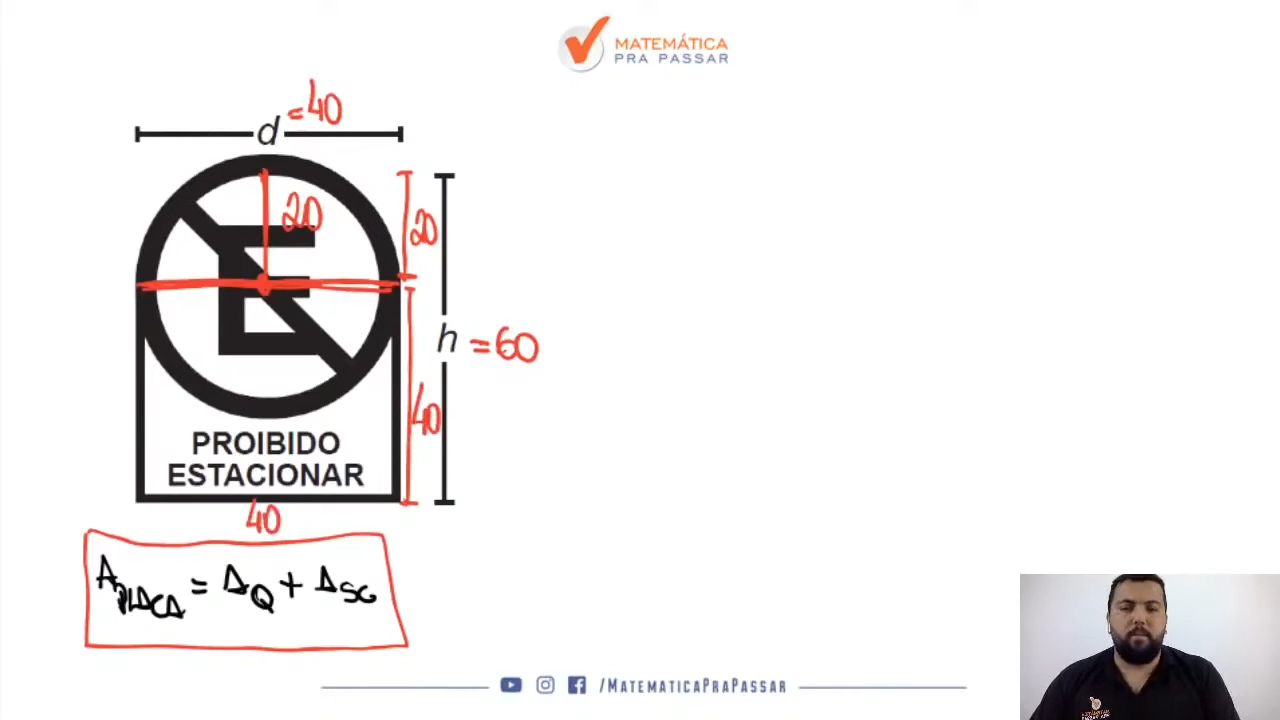 MATEMÁTICA
PRA PASSAR
d = 40
20
20
h = 60
E
40
PROIBIDO
ESTACIONAR
40
A PLACA = A Q + A SC
/MATEMATICAPRAPASSAR